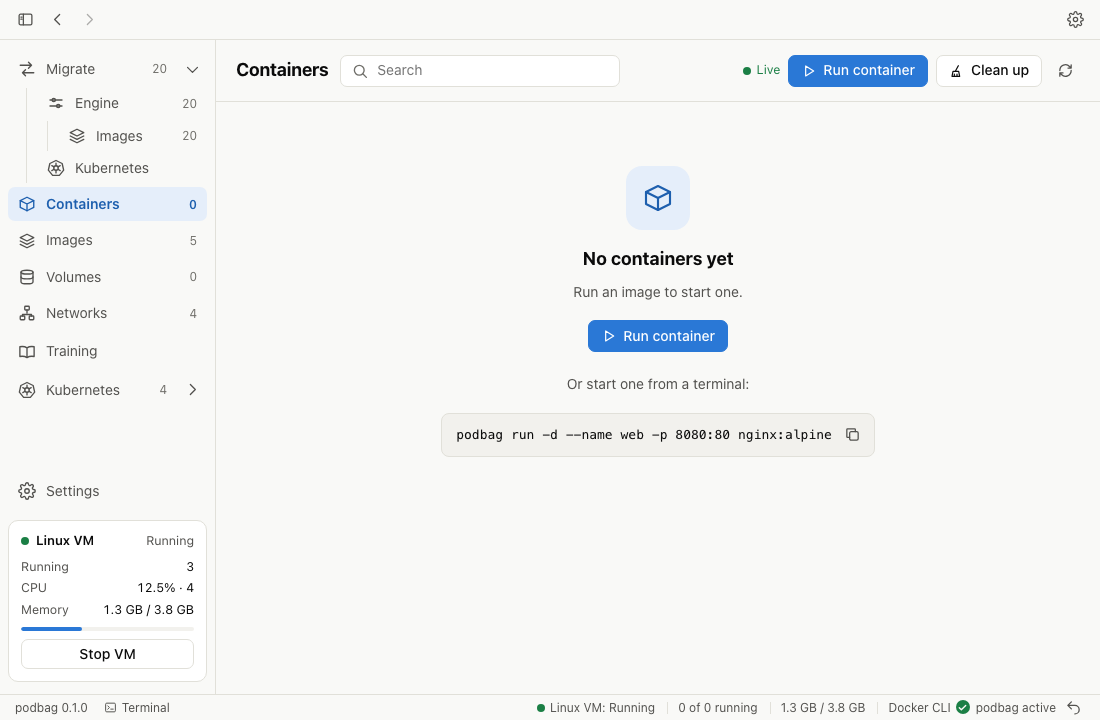 Migrate 20
Engine 20
Images 20
Kubernetes
Containers 0
Images 5
Volumes 0
Networks 4
Training
Kubernetes 4
Settings
Linux VM Running
Running 3
CPU 12.5% · 4
Memory 1.3 GB / 3.8 GB
Stop VM
Containers Search Live Run container Clean up
No containers yet
Run an image to start one.
Run container
Or start one from a terminal:
podbag run -d --name web -p 8080:80 nginx:alpine
podbag 0.1.0 Terminal Linux VM: Running 0 of 0 running 1.3 GB / 3.8 GB Docker CLI podbag active